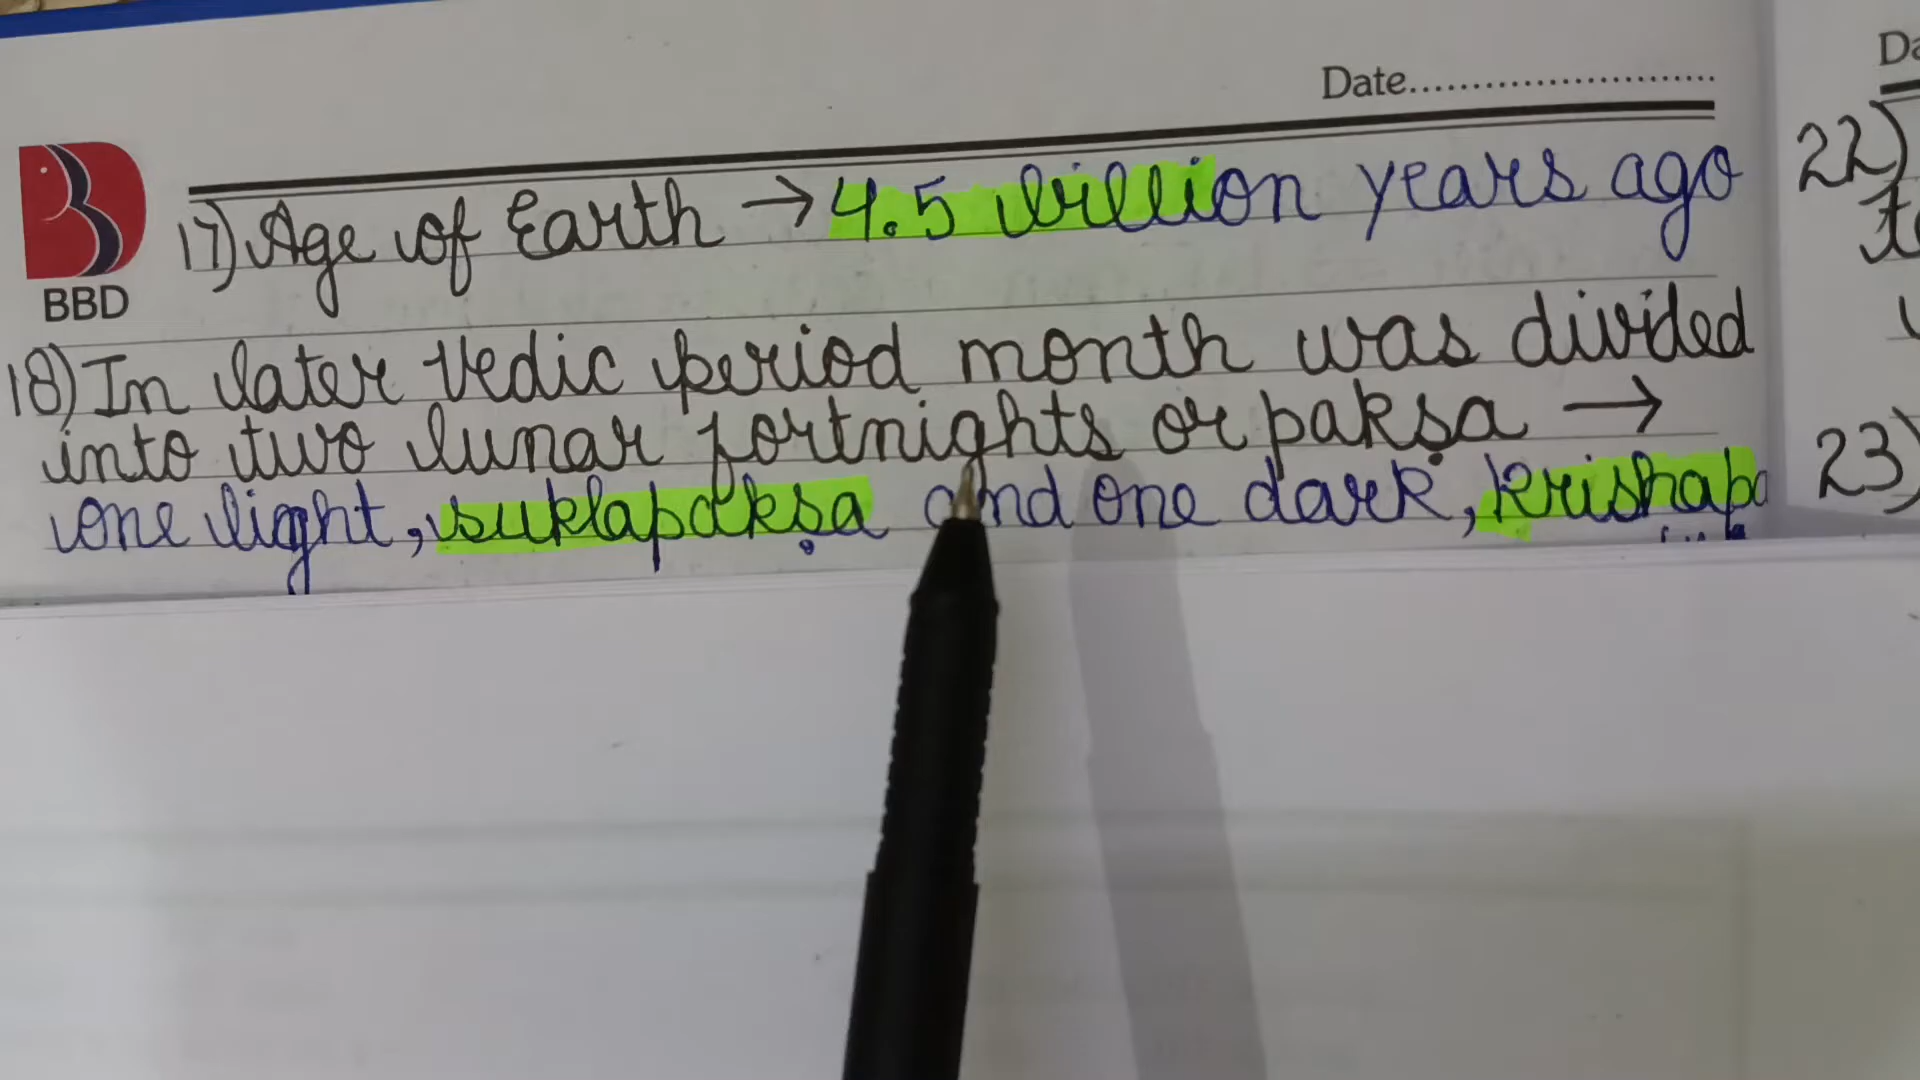 Date
BBD
17) Age of Earth → 4.5 billion years ago
18) In later Vedic period month was divided
into two lunar fortnights or pakṣa →
one light, suklapakṣa and one dark, krishapa
Da
22)
23)